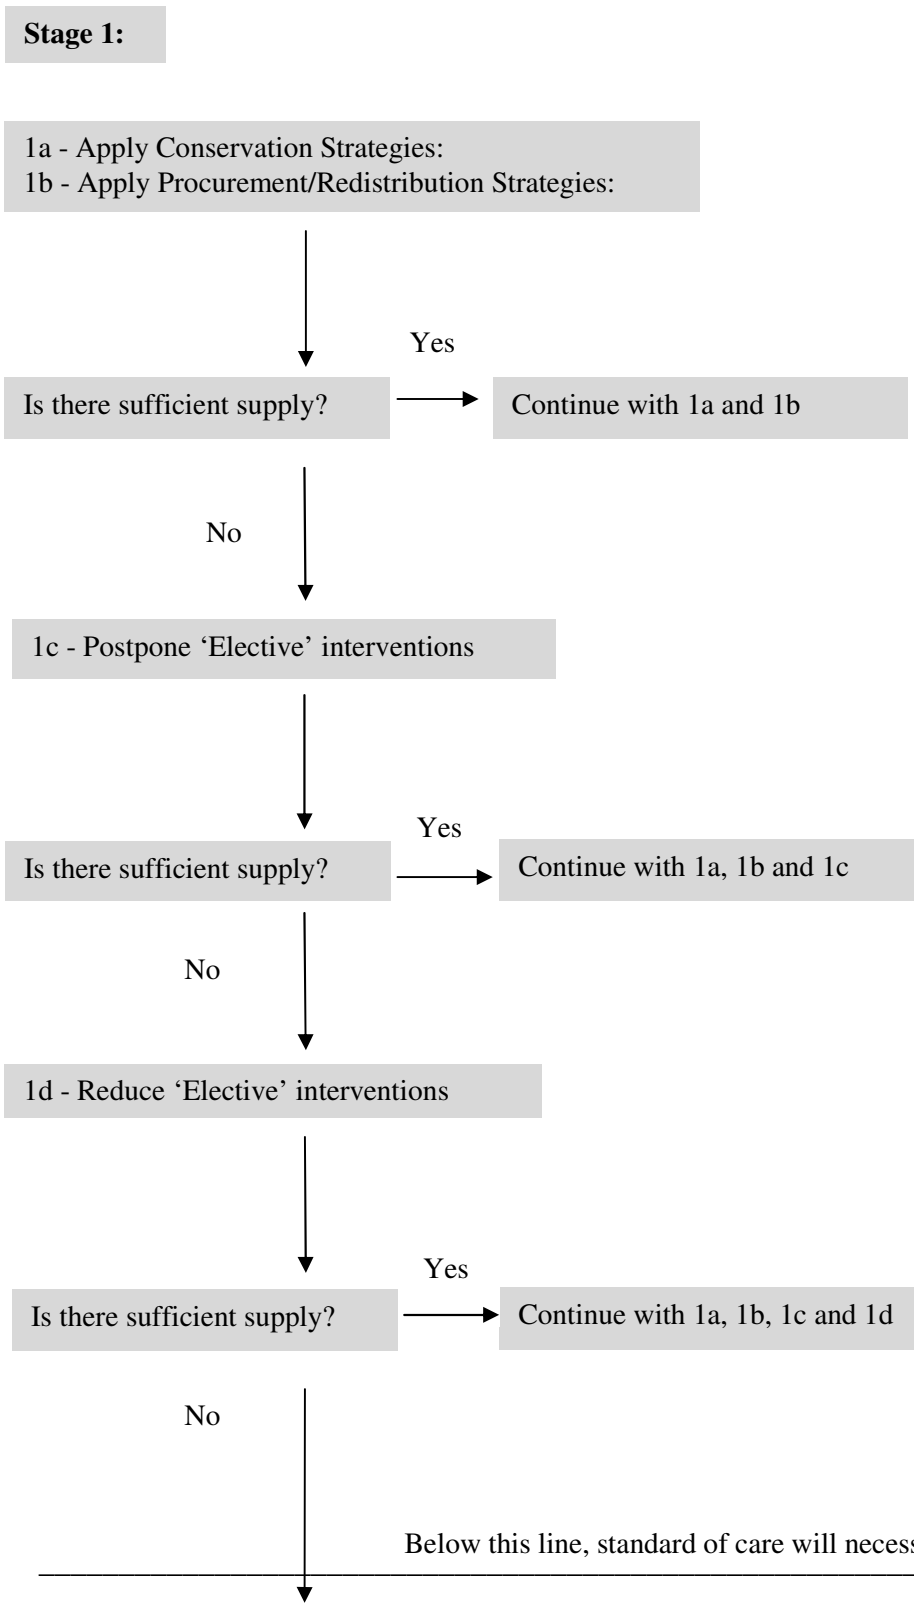 Stage 1:
1a - Apply Conservation Strategies:
1b - Apply Procurement/Redistribution Strategies:
Yes
Is there sufficient supply?
Continue with 1a and 1b
No
1c - Postpone ‘Elective’ interventions
Yes
Is there sufficient supply?
Continue with 1a, 1b and 1c
No
1d - Reduce ‘Elective’ interventions
Yes
Is there sufficient supply?
Continue with 1a, 1b, 1c and 1d
No
Below this line, standard of care will